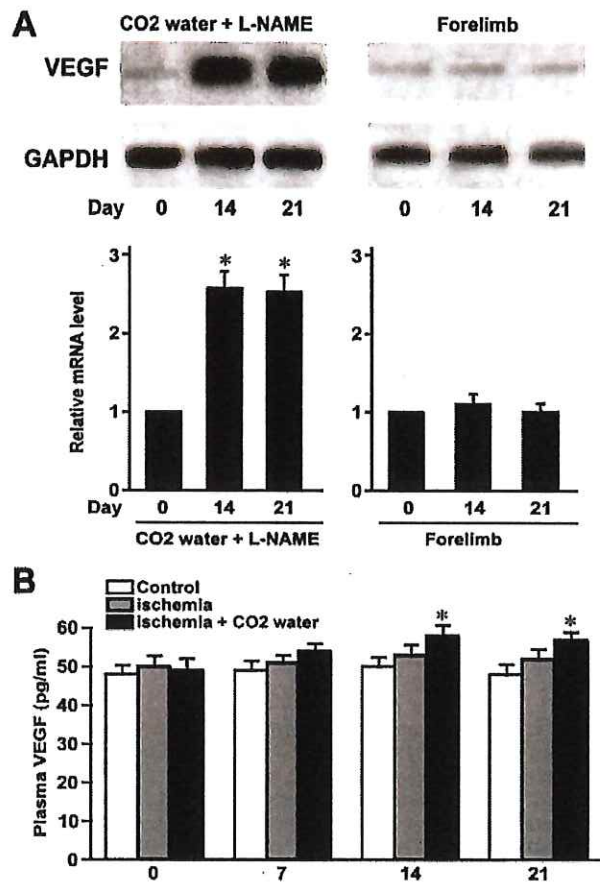 A
CO2 water + L-NAME Forelimb
VEGF
GAPDH
Day 0 14 21 0 14 21
3 3
* *
2 2
Relative mRNA level
1 1
0 0
Day 0 14 21 0 14 21
CO2 water + L-NAME Forelimb
B
Control
ischemia
Ischemia + CO2 water
60
* *
50
40
30
20
10
0
Plasma VEGF (pg/ml)
0 7 14 21